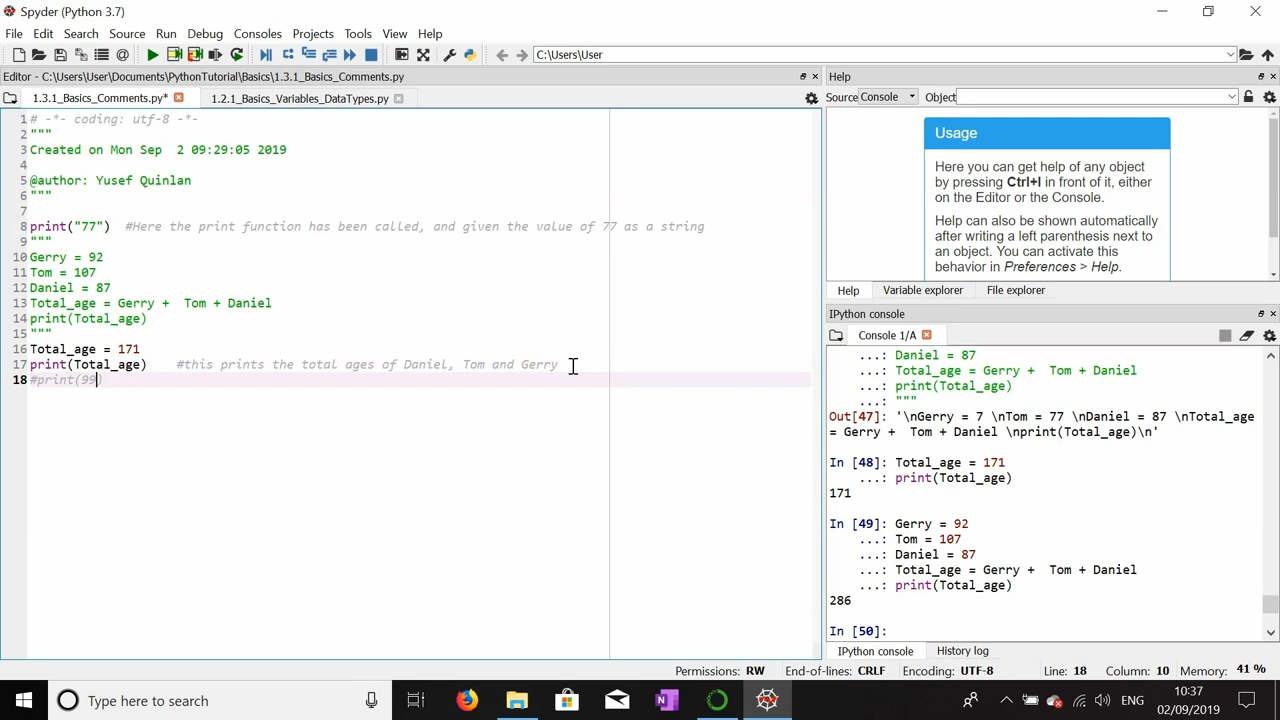 Spyder (Python 3.7)
File Edit Search Source Run Debug Consoles Projects Tools View Help
C:\Users\User
Editor - C:\Users\User\Documents\PythonTutorial\Basics\1.3.1_Basics_Comments.py
1.3.1_Basics_Comments.py*
1.2.1_Basics_Variables_DataTypes.py
1 # -*- coding: utf-8 -*-
2 """
3 Created on Mon Sep  2 09:29:05 2019
4
5 @author: Yusef Quinlan
6 """
7
8 print("77")  #Here the print function has been called, and given the value of 77 as a string
9 """
10 Gerry = 92
11 Tom = 107
12 Daniel = 87
13 Total_age = Gerry +  Tom + Daniel
14 print(Total_age)
15 """
16 Total_age = 171
17 print(Total_age)    #this prints the total ages of Daniel, Tom and Gerry
18 #print(99)
Help
Source Console Object
Usage
Here you can get help of any object
by pressing Ctrl+I in front of it, either
on the Editor or the Console.
Help can also be shown automatically
after writing a left parenthesis next to
an object. You can activate this
behavior in Preferences > Help.
Help Variable explorer File explorer
IPython console
Console 1/A
...: Daniel = 87
...: Total_age = Gerry +  Tom + Daniel
...: print(Total_age)
...: """
Out[47]: '\nGerry = 7 \nTom = 77 \nDaniel = 87 \nTotal_age
= Gerry +  Tom + Daniel \nprint(Total_age)\n'
In [48]: Total_age = 171
...: print(Total_age)
171
In [49]: Gerry = 92
...: Tom = 107
...: Daniel = 87
...: Total_age = Gerry +  Tom + Daniel
...: print(Total_age)
286
In [50]:
IPython console History log
Permissions: RW End-of-lines: CRLF Encoding: UTF-8 Line: 18 Column: 10 Memory: 41 %
Type here to search
ENG
10:37
02/09/2019